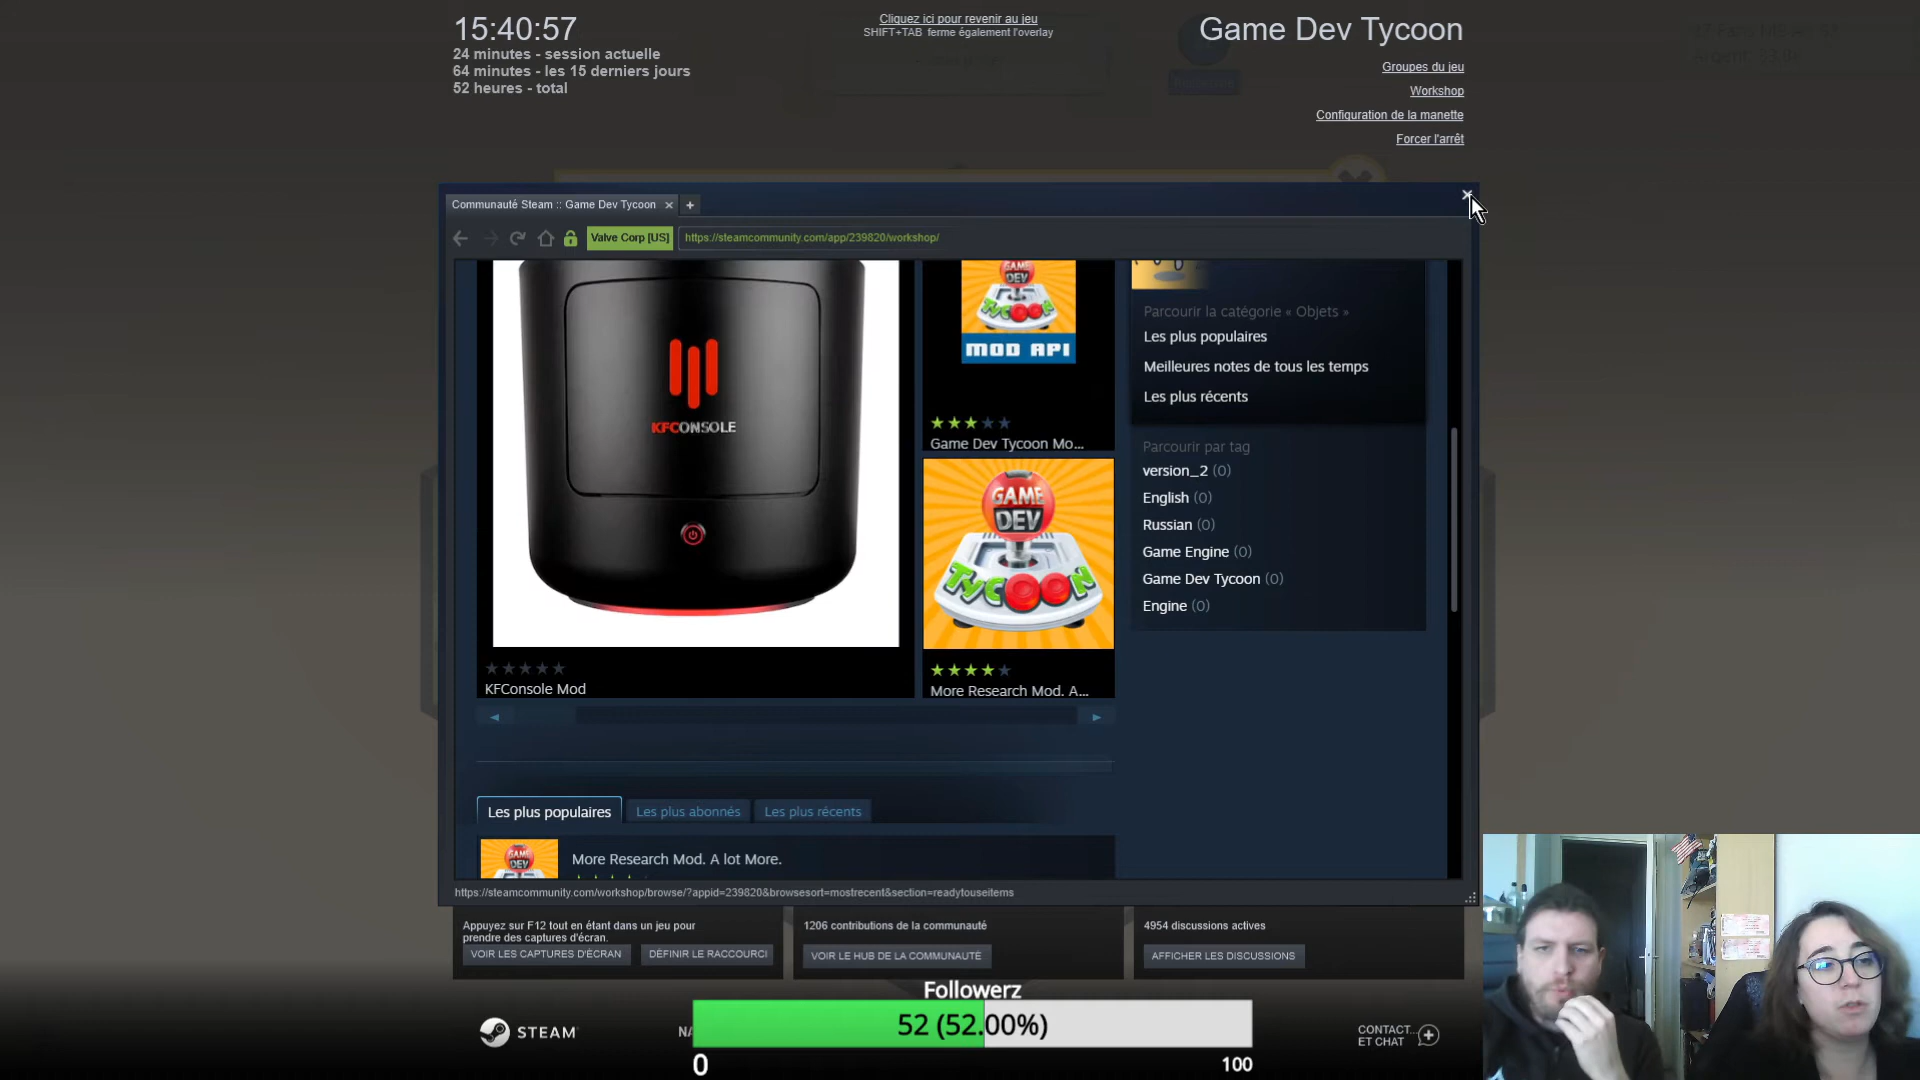 15:40:57
24 minutes - session actuelle
64 minutes - les 15 derniers jours
52 heures - total
Cliquez ici pour revenir au jeu
SHIFT+TAB ferme également l'overlay
Game Dev Tycoon
Groupes du jeu
Workshop
Configuration de la manette
Forcer l'arrêt
Communauté Steam :: Game Dev Tycoon
Valve Corp [US]
https://steamcommunity.com/app/239820/workshop/
KFCONSOLE
★★★★★
KFConsole Mod
GAME DEV TYCOON
MOD API
★★★★★
Game Dev Tycoon Mo...
GAME
DEV
TYCOON
★★★★★
More Research Mod. A...
Parcourir la catégorie « Objets »
Les plus populaires
Meilleures notes de tous les temps
Les plus récents
Parcourir par tag
version_2 (0)
English (0)
Russian (0)
Game Engine (0)
Game Dev Tycoon (0)
Engine (0)
Les plus populaires
Les plus abonnés
Les plus récents
GAME DEV
More Research Mod. A lot More.
https://steamcommunity.com/workshop/browse/?appid=239820&browsesort=mostrecent&section=readytouseitems
Appuyez sur F12 tout en étant dans un jeu pour
prendre des captures d'écran.
VOIR LES CAPTURES D'ÉCRAN
DÉFINIR LE RACCOURCI
1206 contributions de la communauté
VOIR LE HUB DE LA COMMUNAUTÉ
4954 discussions actives
AFFICHER LES DISCUSSIONS
Followerz
STEAM
NA
52 (52.00%)
0
100
CONTACT...
ET CHAT